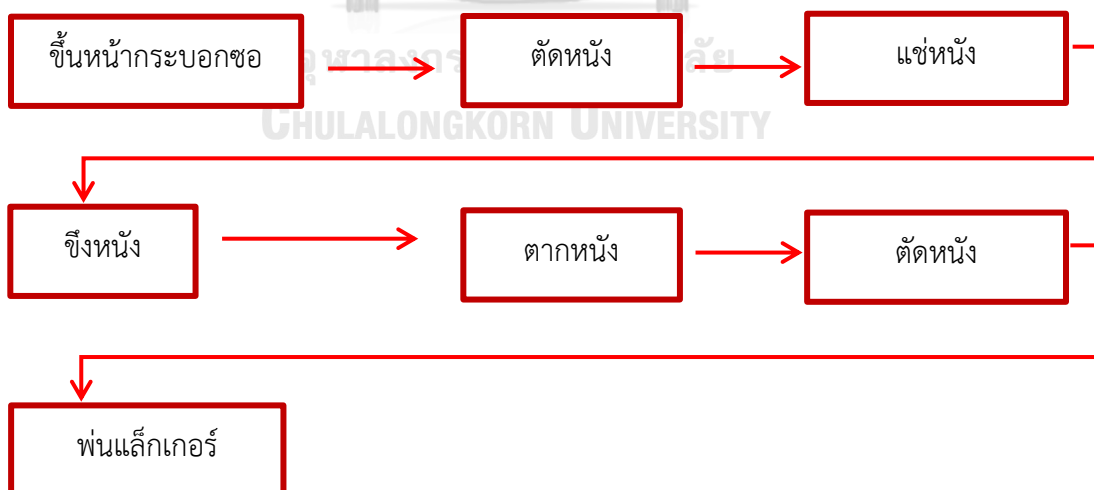 ขึ้นหน้ากระบอกซอ
ตัดหนัง
แช่หนัง
CHULALONGKORN UNIVERSITY
ขึงหนัง
ตากหนัง
ตัดหนัง
พ่นแล็กเกอร์